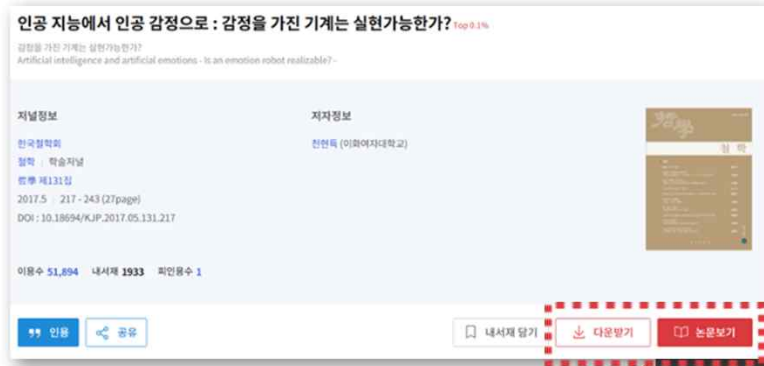 인공 지능에서 인공 감정으로 : 감정을 가진 기계는 실현가능한가? Top 0.1%
감정을 가진 기계는 실현가능한가?
Artificial intelligence and artificial emotions - Is an emotion robot realizable? -
저널정보
한국철학회
철학 | 학술저널
哲學 제131집
2017.5 | 217 - 243 (27page)
DOI : 10.18694/KJP.2017.05.131.217
저자정보
천현득 (이화여자대학교)
哲學
철 학
이용수 51,894 내서재 1933 피인용수 1
인용 공유 내서재 담기 다운받기 논문보기